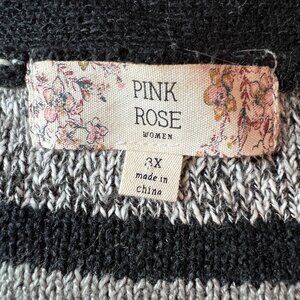 PINK
ROSE
WOMEN
3X
made in
china